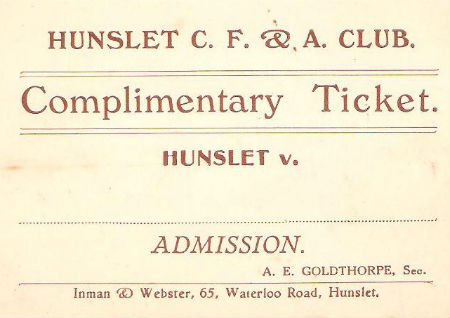 HUNSLET C. F. & A. CLUB.
Complimentary Ticket.
HUNSLET v.
ADMISSION.
A. E. GOLDTHORPE, Sec.
Inman & Webster, 65, Waterloo Road, Hunslet.